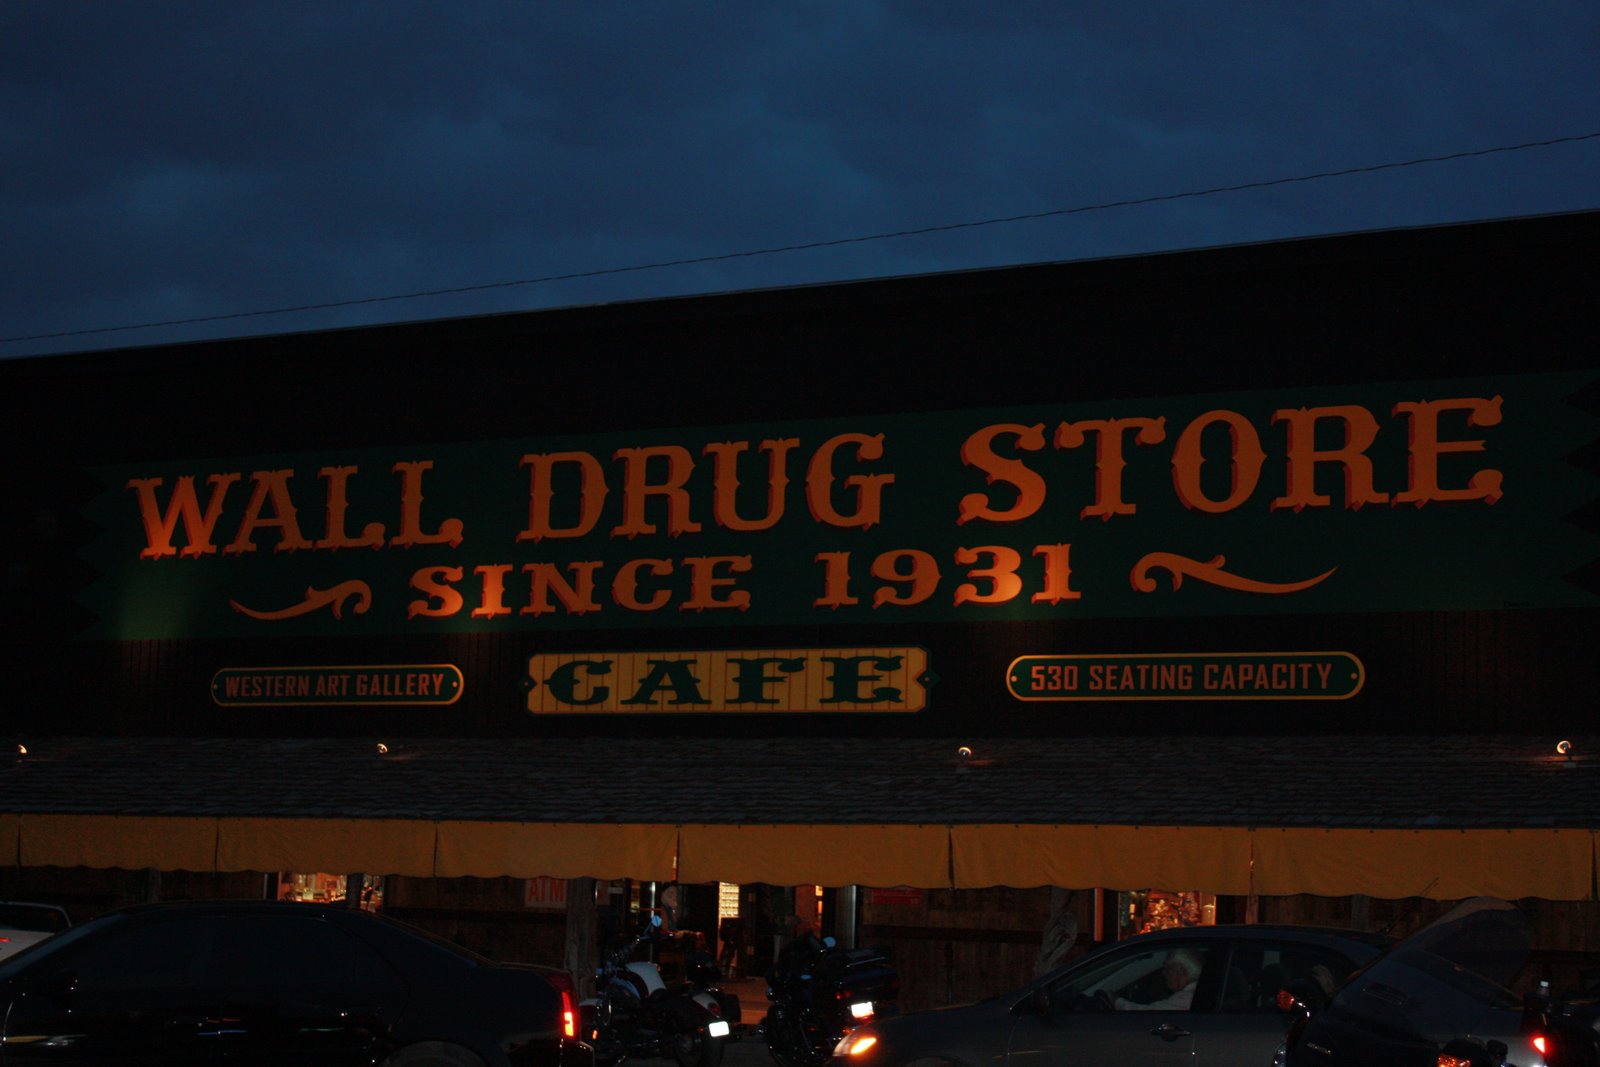 WALL DRUG STORE
SINCE 1931
WESTERN ART GALLERY
CAFE
530 SEATING CAPACITY
ATM